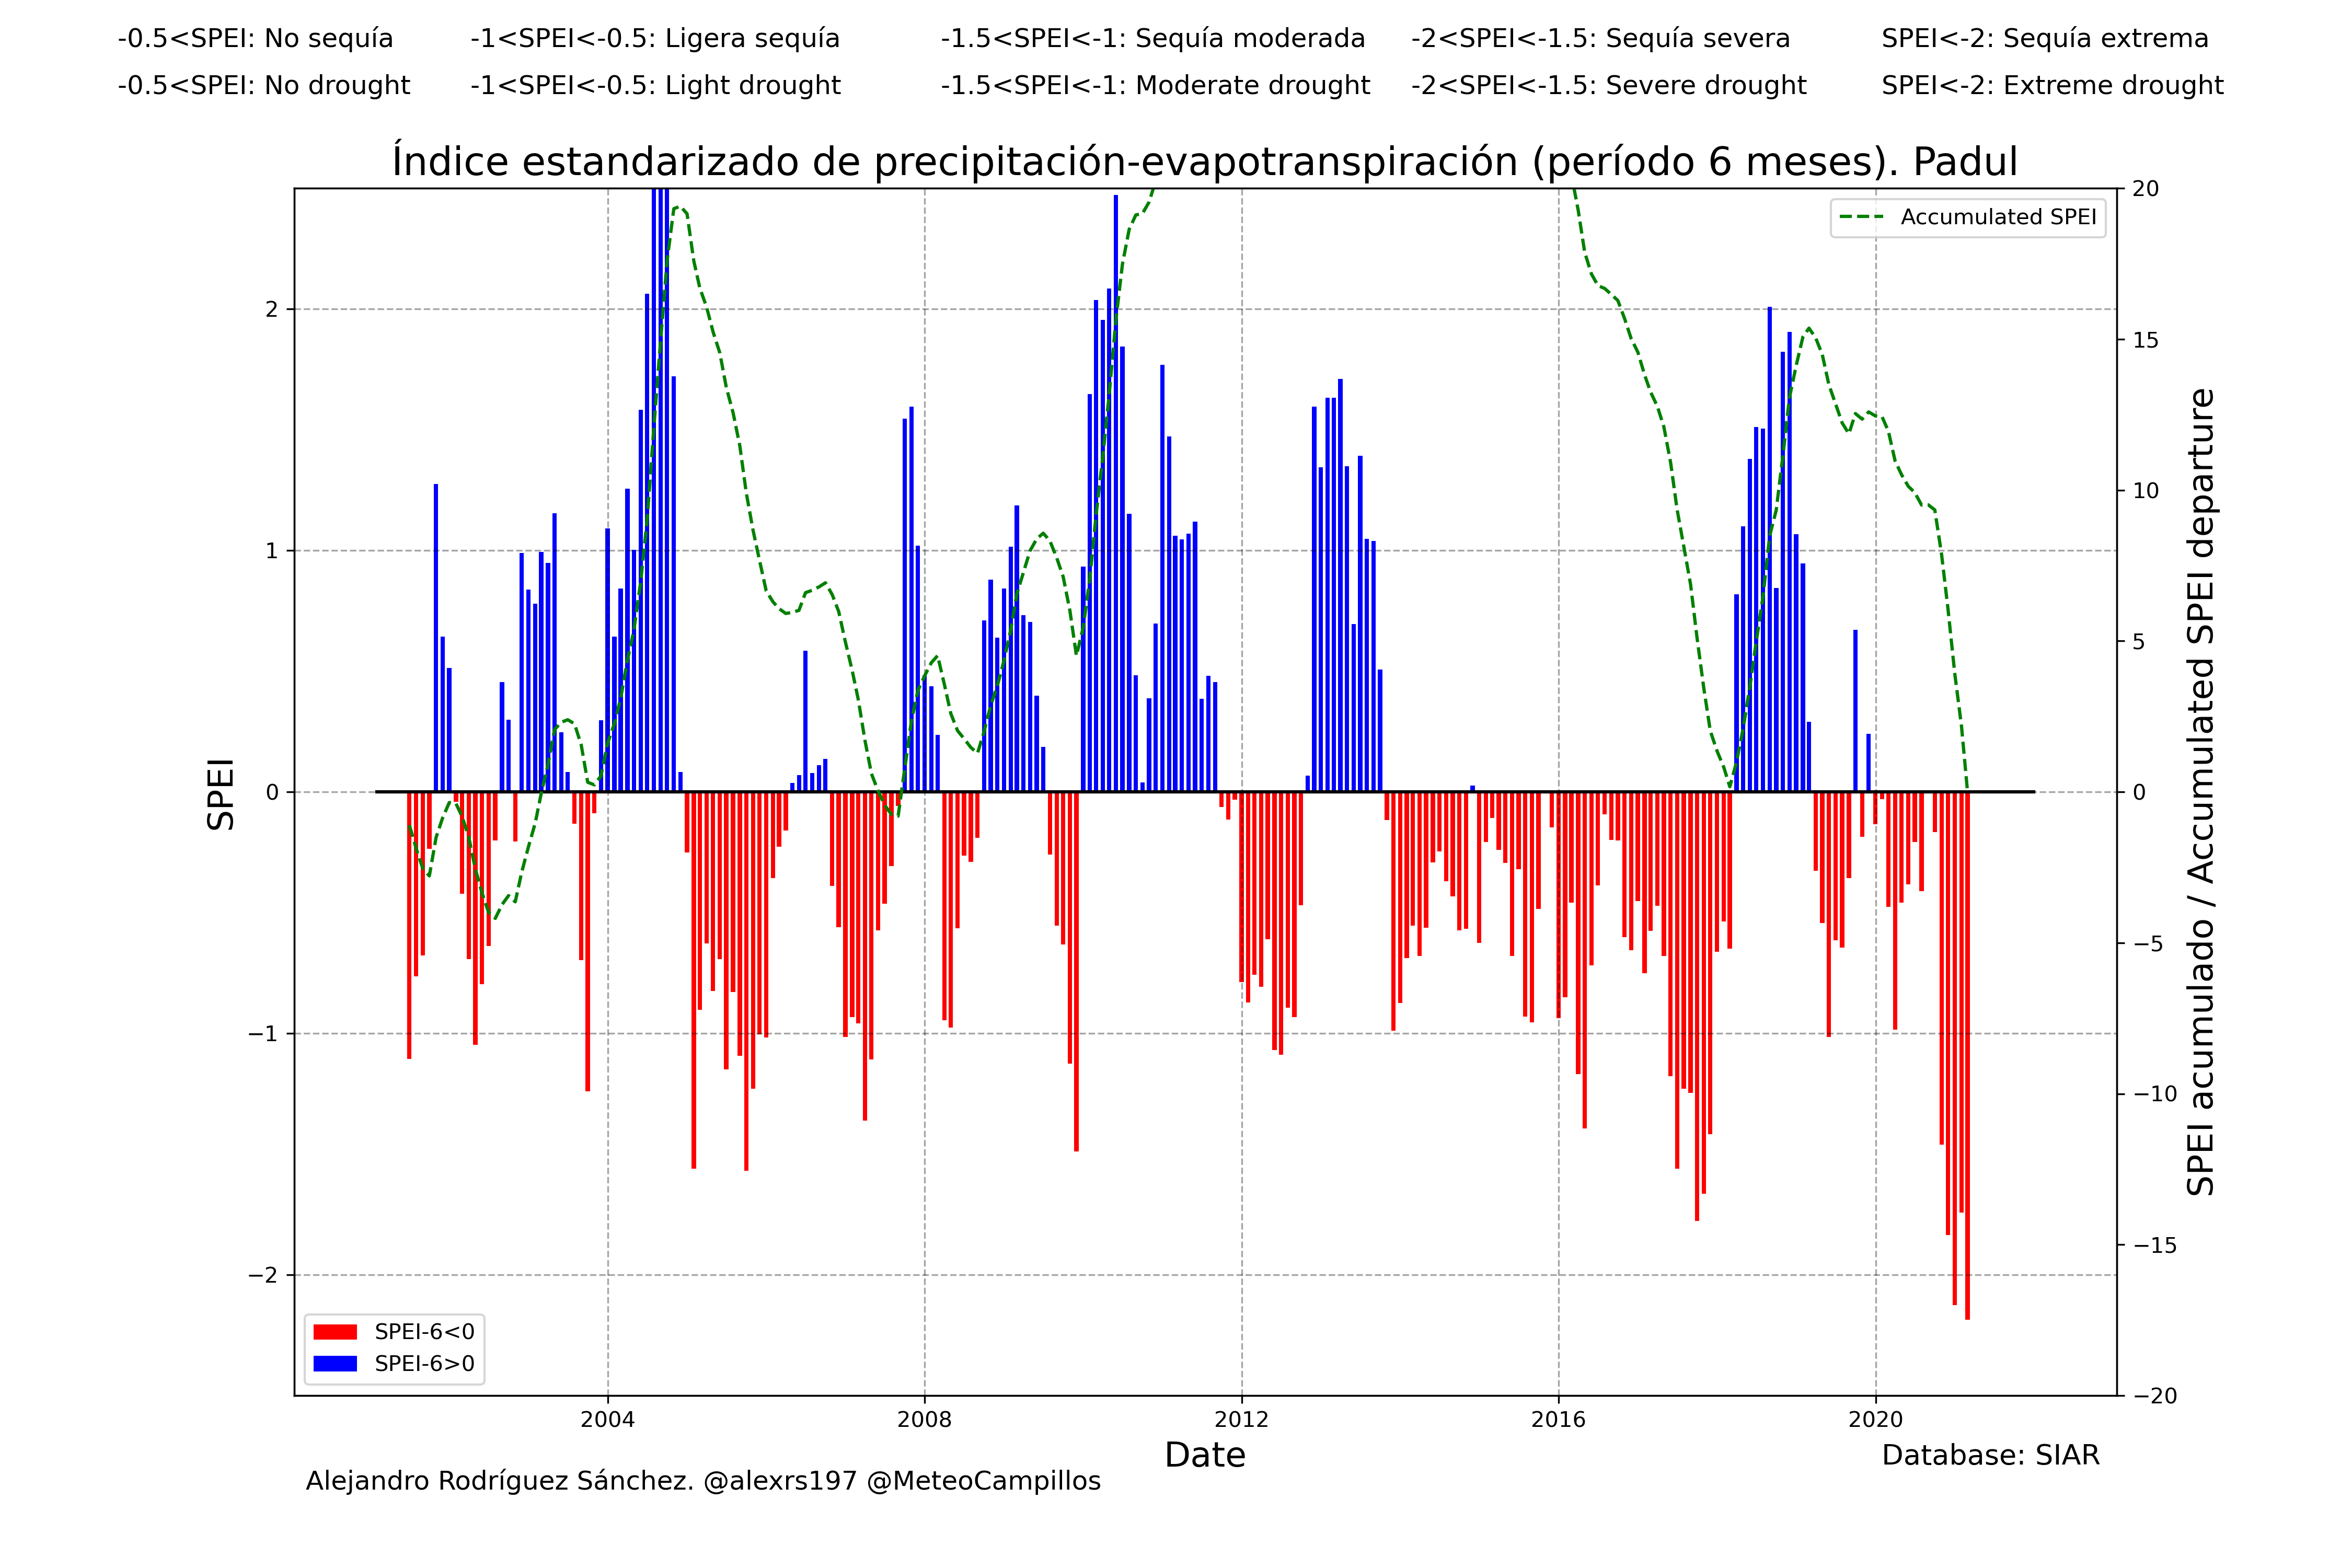 -0.5<SPEI: No sequía -1<SPEI<-0.5: Ligera sequía -1.5<SPEI<-1: Sequía moderada -2<SPEI<-1.5: Sequía severa SPEI<-2: Sequía extrema
-0.5<SPEI: No drought -1<SPEI<-0.5: Light drought -1.5<SPEI<-1: Moderate drought -2<SPEI<-1.5: Severe drought SPEI<-2: Extreme drought
Índice estandarizado de precipitación-evapotranspiración (período 6 meses). Padul
Accumulated SPEI
SPEI
2
1
0
−1
−2
20
15
10
5
0
−5
−10
−15
−20
SPEI acumulado / Accumulated SPEI departure
SPEI-6<0
SPEI-6>0
2004 2008 2012 2016 2020
Date
Database: SIAR
Alejandro Rodríguez Sánchez. @alexrs197 @MeteoCampillos